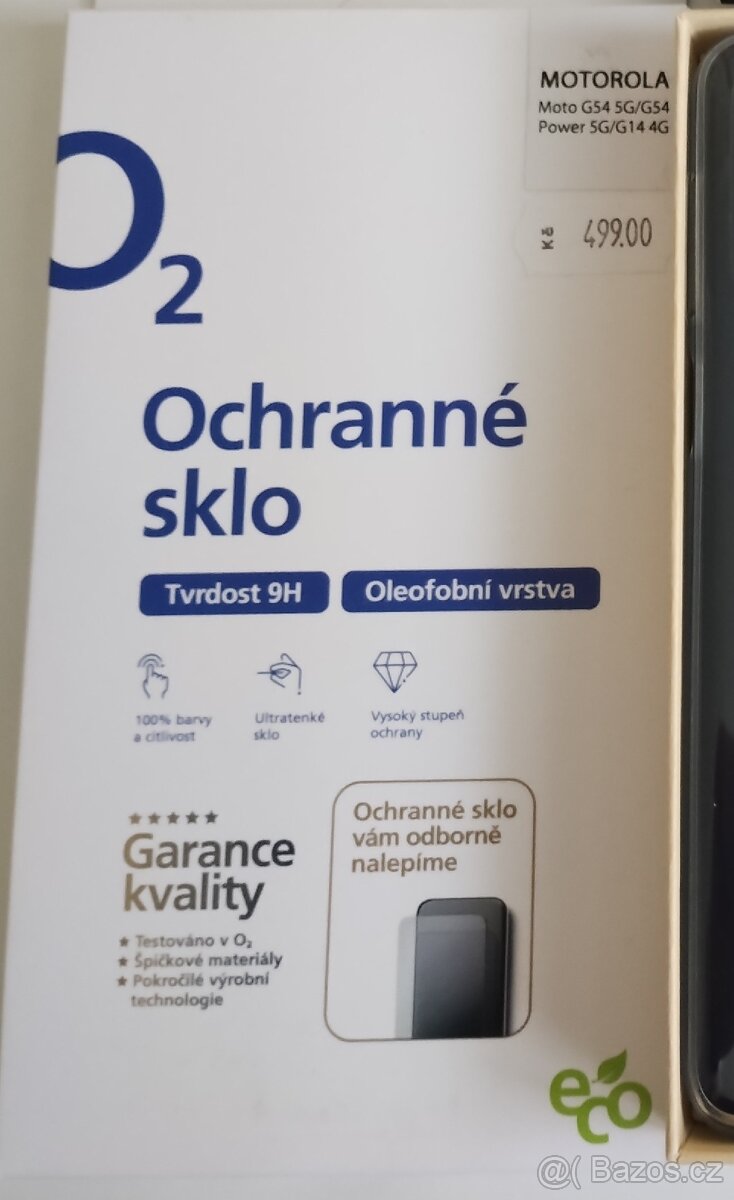 MOTOROLA
Moto G54 5G/G54
Power 5G/G14 4G
Kč 499.00
O2
Ochranné
sklo
Tvrdost 9H
Oleofobní vrstva
100% barvy
a citlivost
Ultratenké
sklo
Vysoký stupeň
ochrany
Garance
kvality
★ Testováno v O2
★ Špičkové materiály
★ Pokročilé výrobní
technologie
Ochranné sklo
vám odborně
nalepíme
eco
@( Bazos.cz